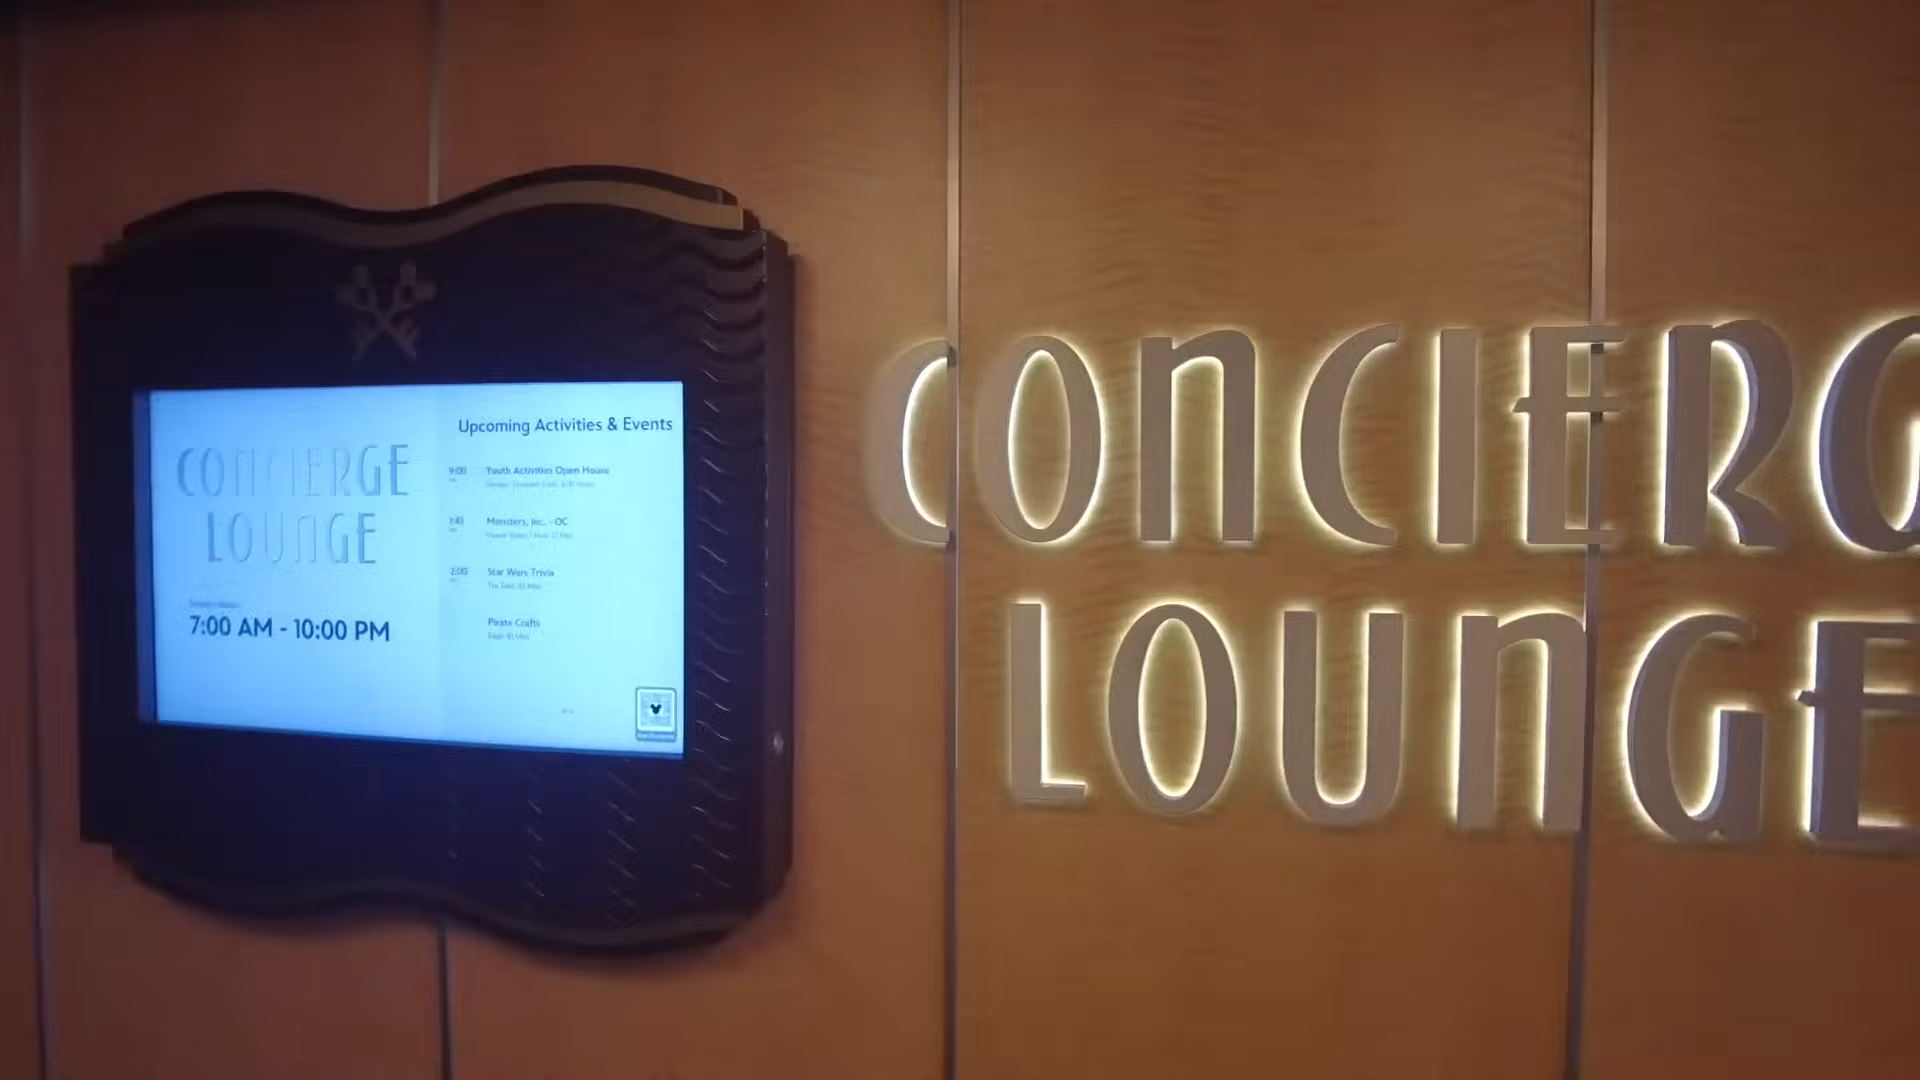 CONCIERGE
LOUNGE
7:00 AM - 10:00 PM
Upcoming Activities & Events
9:00
Youth Activities Open House
1:45
Monsters, Inc. - OC
2:00
Star Wars Trivia
Pirate Crafts
CONCIERG
LOUNGE